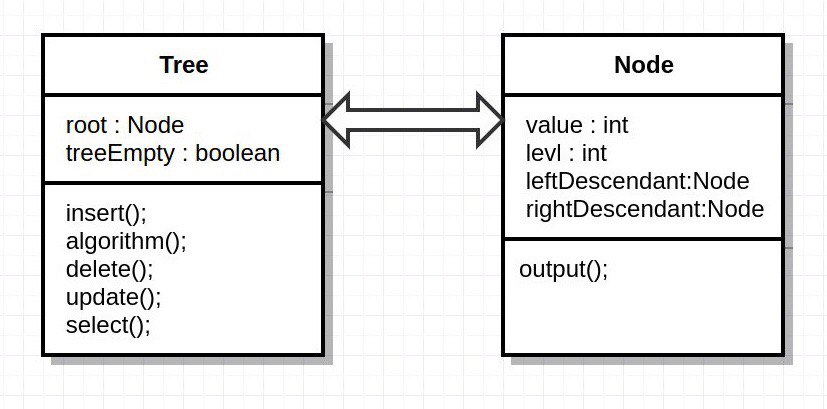 Tree
root : Node
treeEmpty : boolean
insert();
algorithm();
delete();
update();
select();
Node
value : int
levl : int
leftDescendant:Node
rightDescendant:Node
output();